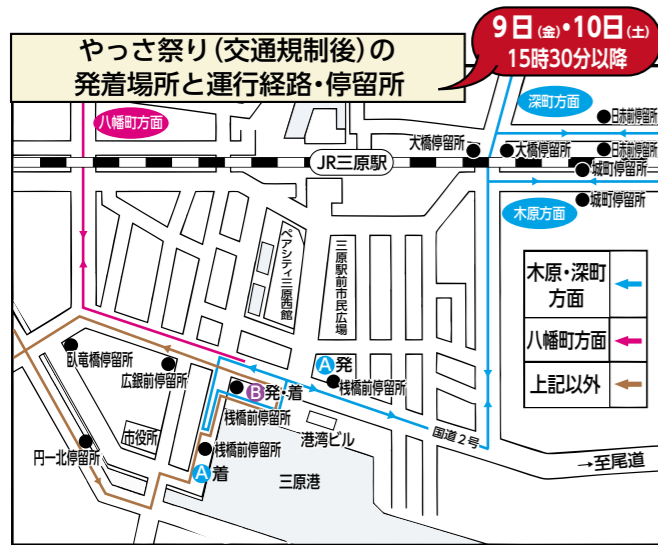 9日(金)・10日(土)
15時30分以降
やっさ祭り(交通規制後)の
発着場所と運行経路・停留所
深町方面
八幡町方面
日赤前停留所
大橋停留所
大橋停留所
日赤前停留所
JR三原駅
城町停留所
城町停留所
木原方面
ペアシティ三原西館
三原駅前市民広場
木原・深町
方面
八幡町方面
上記以外
臥竜橋停留所
広銀前停留所
A発
桟橋前停留所
B発・着
桟橋前停留所
港湾ビル
国道2号
市役所
円一北停留所
桟橋前停留所
A着
三原港
→至尾道